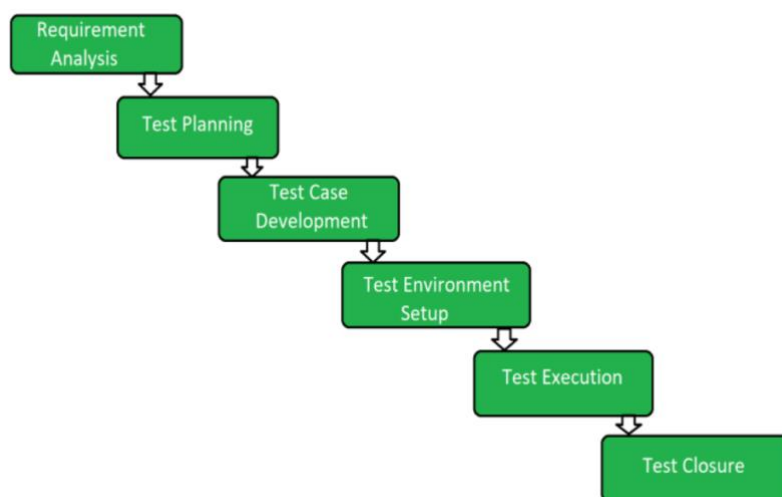 Requirement
Analysis
Test Planning
Test Case
Development
Test Environment
Setup
Test Execution
Test Closure